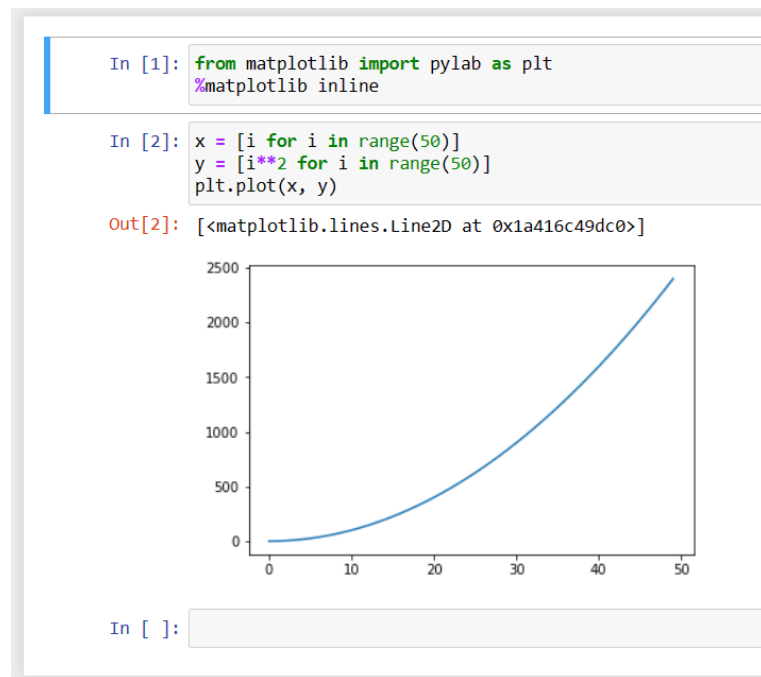 In [1]: from matplotlib import pylab as plt
%matplotlib inline
In [2]: x = [i for i in range(50)]
y = [i**2 for i in range(50)]
plt.plot(x, y)
Out[2]: [<matplotlib.lines.Line2D at 0x1a416c49dc0>]
2500
2000
1500
1000
500
0
0 10 20 30 40 50
In [ ]: